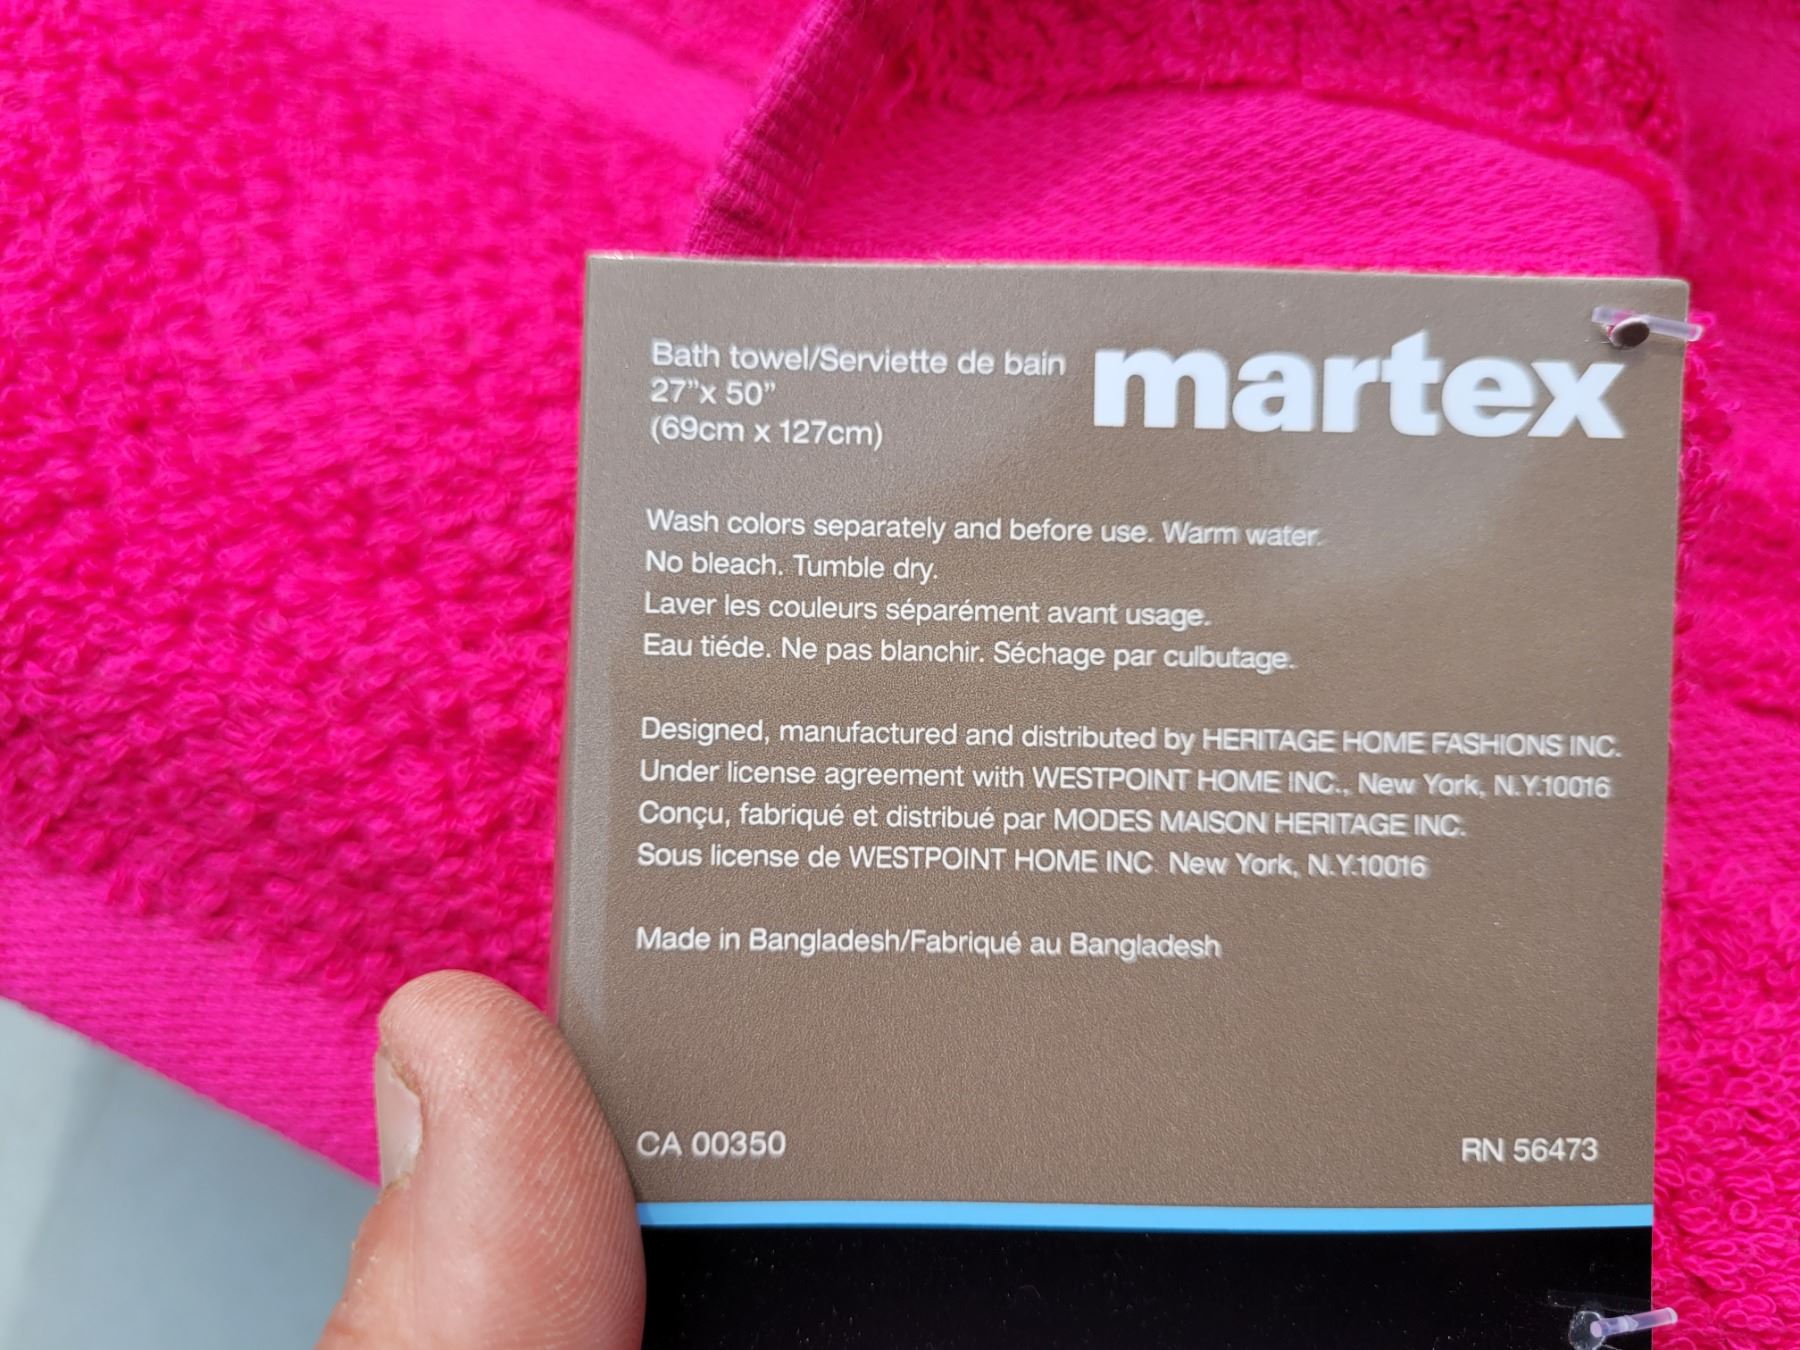 martex
Bath towel/Serviette de bain
27”x 50”
(69cm x 127cm)
Wash colors separately and before use. Warm water.
No bleach. Tumble dry.
Laver les couleurs séparément avant usage.
Eau tiéde. Ne pas blanchir. Séchage par culbutage.
Designed, manufactured and distributed by HERITAGE HOME FASHIONS INC.
Under license agreement with WESTPOINT HOME INC., New York, N.Y.10016
Conçu, fabriqué et distribué par MODES MAISON HERITAGE INC.
Sous license de WESTPOINT HOME INC New York, N.Y.10016
Made in Bangladesh/Fabriqué au Bangladesh
CA 00350
RN 56473